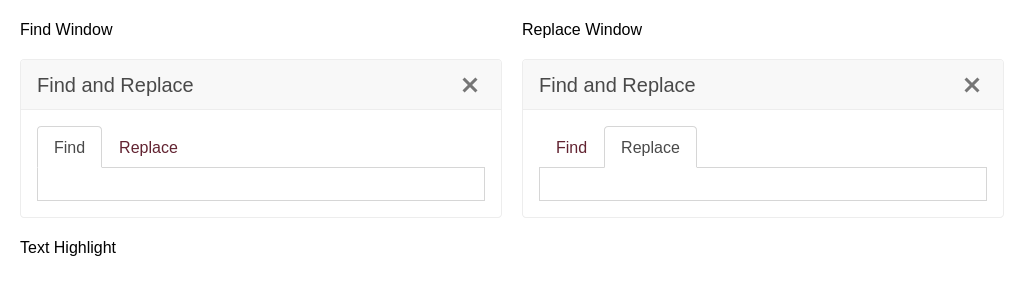 Find Window
Find and Replace
Find Replace
Replace Window
Find and Replace
Find Replace
Text Highlight